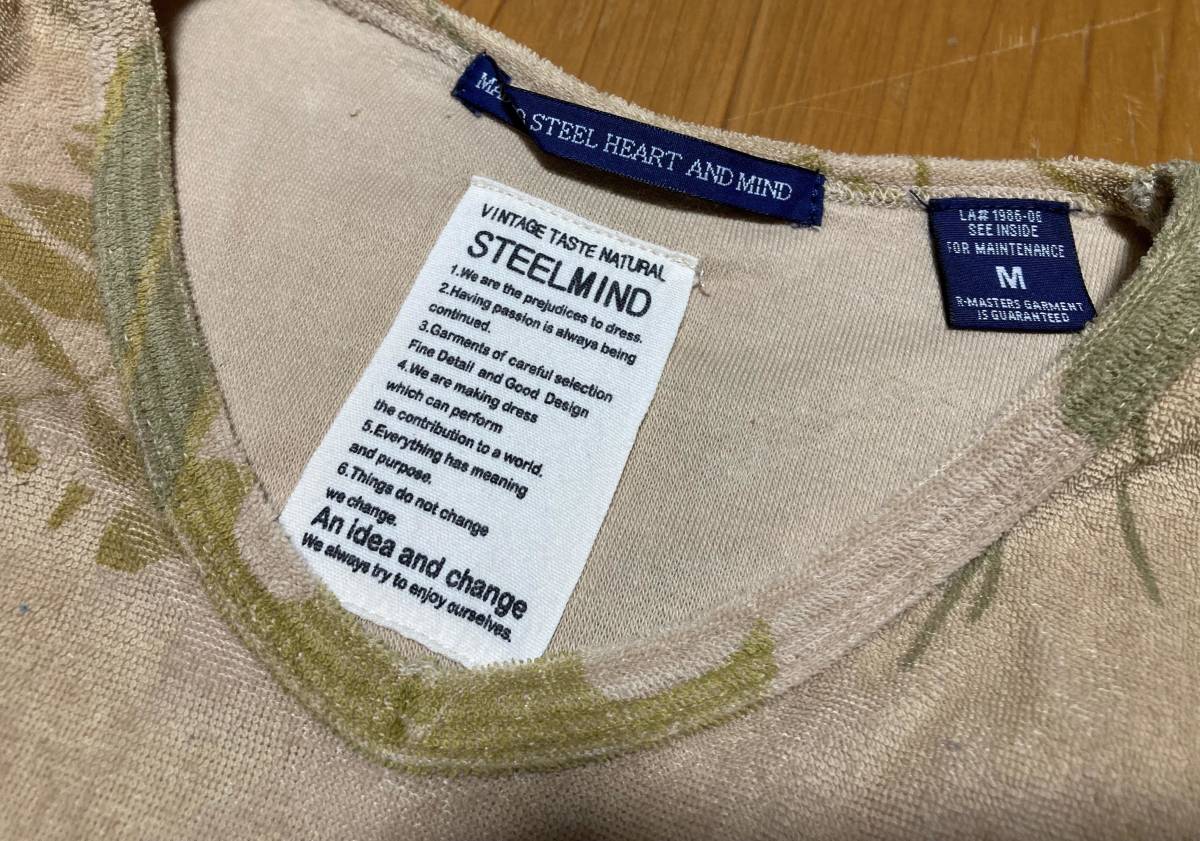 STEEL HEART AND MIND
VINTAGE TASTE NATURAL
STEELMIND
1.We are the prejudices to dress.
2.Having passion is always being
continued.
3.Garments of careful selection
Fine Detail and Good Design
4.We are making dress
which can perform
the contribution to a world.
5.Everything has meaning
and purpose.
6.Things do not change
we change.
An idea and change
We always try to enjoy ourselves.
LA# 1986-06
SEE INSIDE
FOR MAINTENANCE
M
R-MASTERS GARMENT
IS GUARANTEED